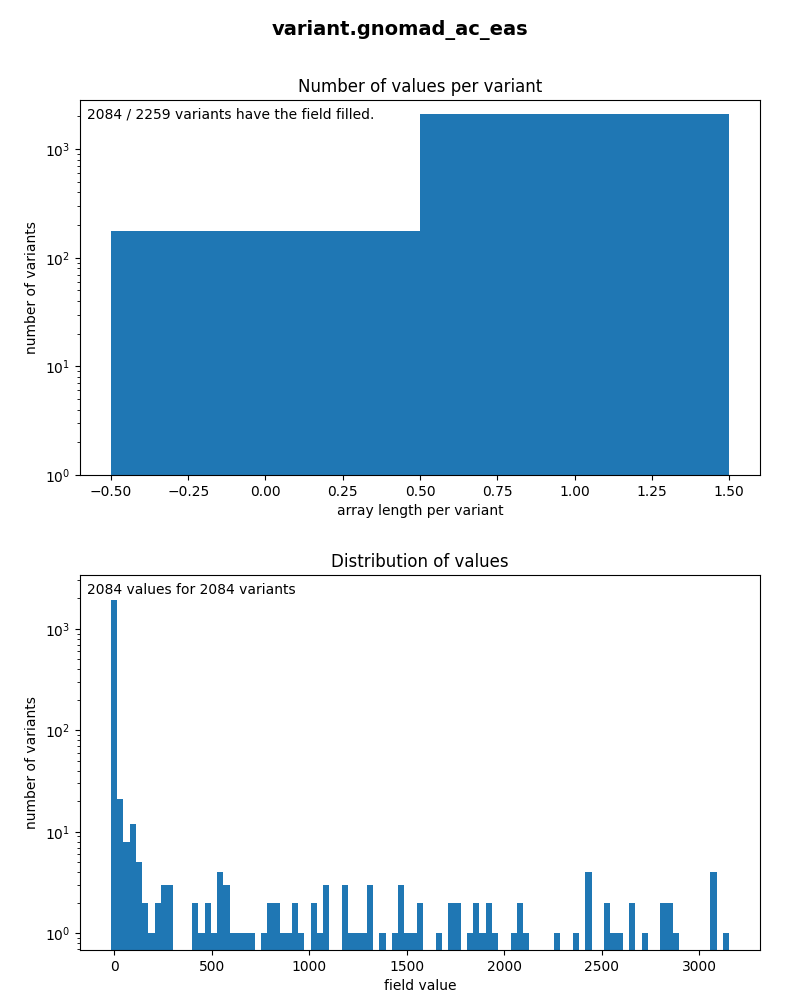 variant.gnomad_ac_eas
Number of values per variant
2084 / 2259 variants have the field filled.
number of variants
10³
10²
10¹
10⁰
−0.50 −0.25 0.00 0.25 0.50 0.75 1.00 1.25 1.50
array length per variant
Distribution of values
2084 values for 2084 variants
number of variants
10³
10²
10¹
10⁰
0 500 1000 1500 2000 2500 3000
field value